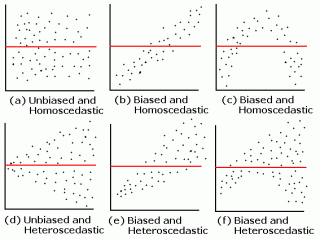 (a) Unbiased and
Homoscedastic
(b) Biased and
Homoscedastic
(c) Biased and
Homoscedastic
(d) Unbiased and
Heteroscedastic
(e) Biased and
Heteroscedastic
(f) Biased and
Heteroscedastic